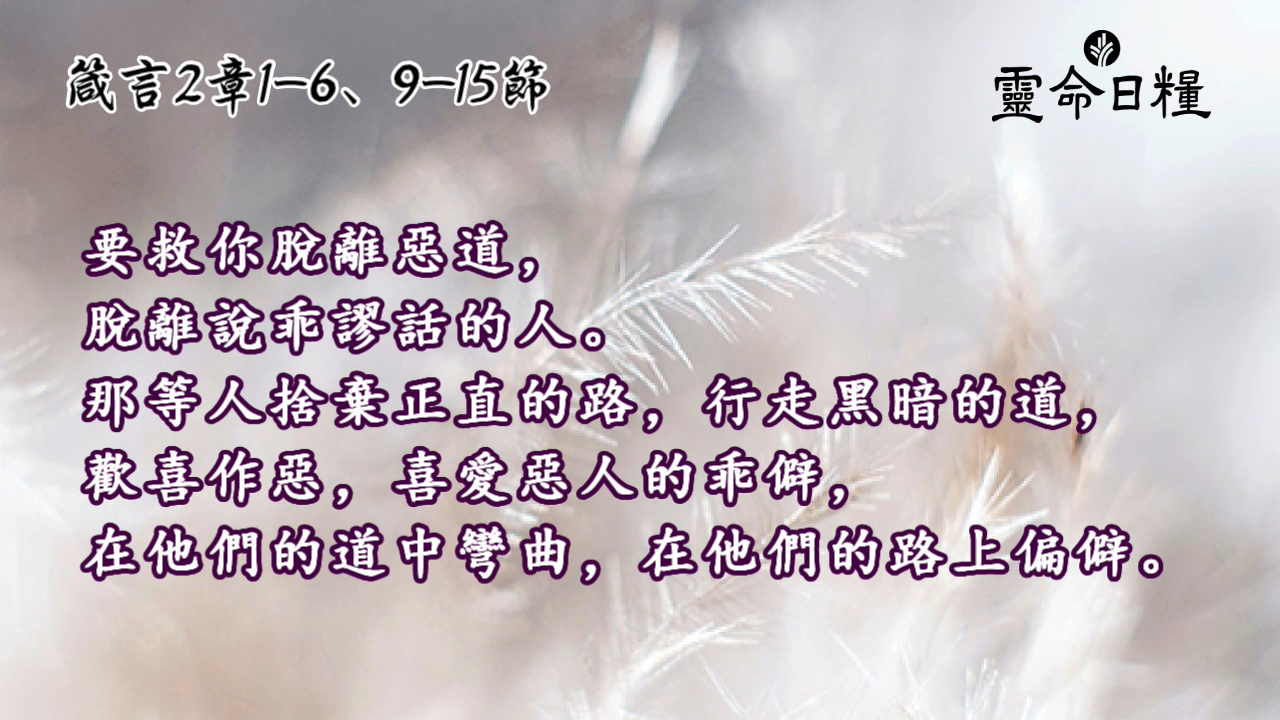 箴言2章1-6、9-15節
靈命日糧
要救你脫離惡道，
脫離說乖謬話的人。
那等人捨棄正直的路，行走黑暗的道，
歡喜作惡，喜愛惡人的乖僻，
在他們的道中彎曲，在他們的路上偏僻。